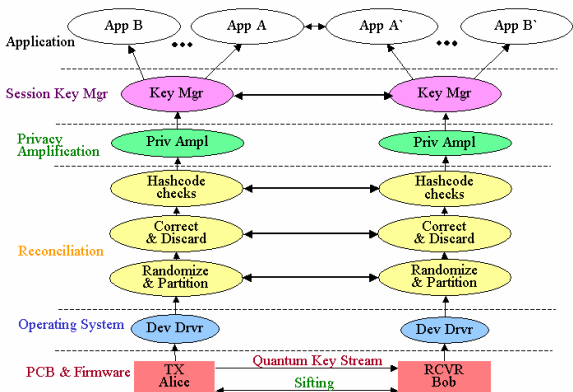 App B App A App A` App B`
Application
Session Key Mgr Key Mgr Key Mgr
Privacy
Amplification
Priv Ampl Priv Ampl
Hashcode
checks
Hashcode
checks
Correct
& Discard
Correct
& Discard
Reconciliation
Randomize
& Partition
Randomize
& Partition
Operating System Dev Drvr Dev Drvr
PCB & Firmware
TX
Alice
Quantum Key Stream
Sifting
RCVR
Bob